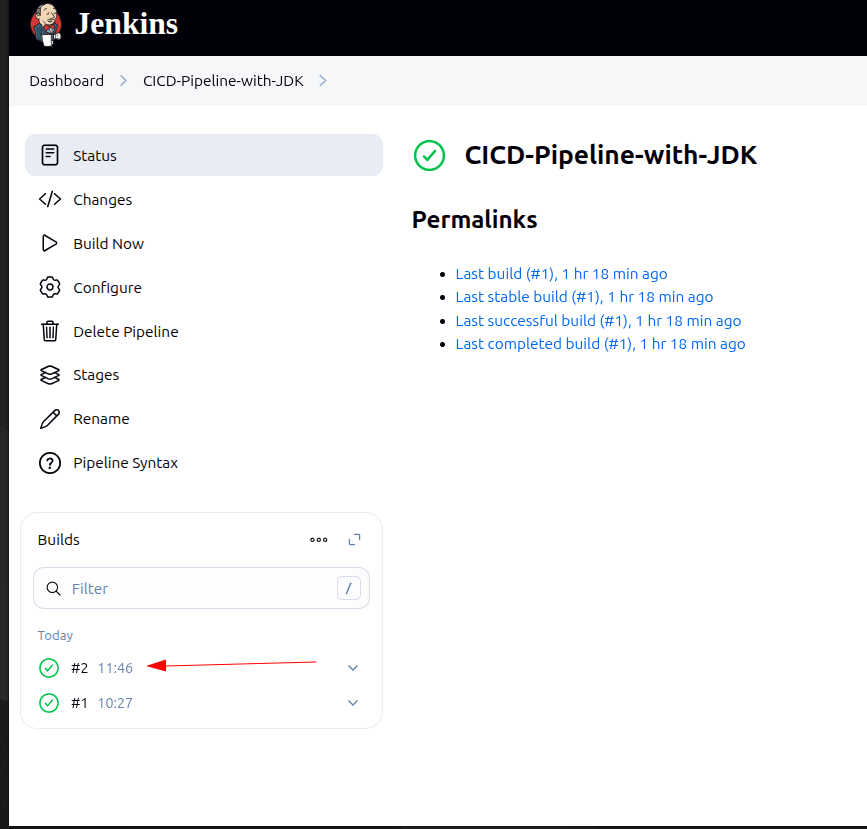 Jenkins
Dashboard
CICD-Pipeline-with-JDK
Status
Changes
Build Now
Configure
Delete Pipeline
Stages
Rename
Pipeline Syntax
CICD-Pipeline-with-JDK
Permalinks
Last build (#1), 1 hr 18 min ago
Last stable build (#1), 1 hr 18 min ago
Last successful build (#1), 1 hr 18 min ago
Last completed build (#1), 1 hr 18 min ago
Builds
Filter /
Today
#2 11:46
#1 10:27